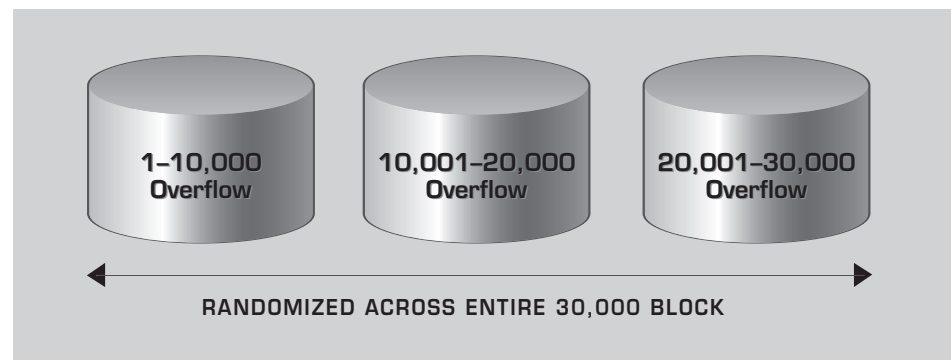 1–10,000
Overflow
10,001–20,000
Overflow
20,001–30,000
Overflow
RANDOMIZED ACROSS ENTIRE 30,000 BLOCK